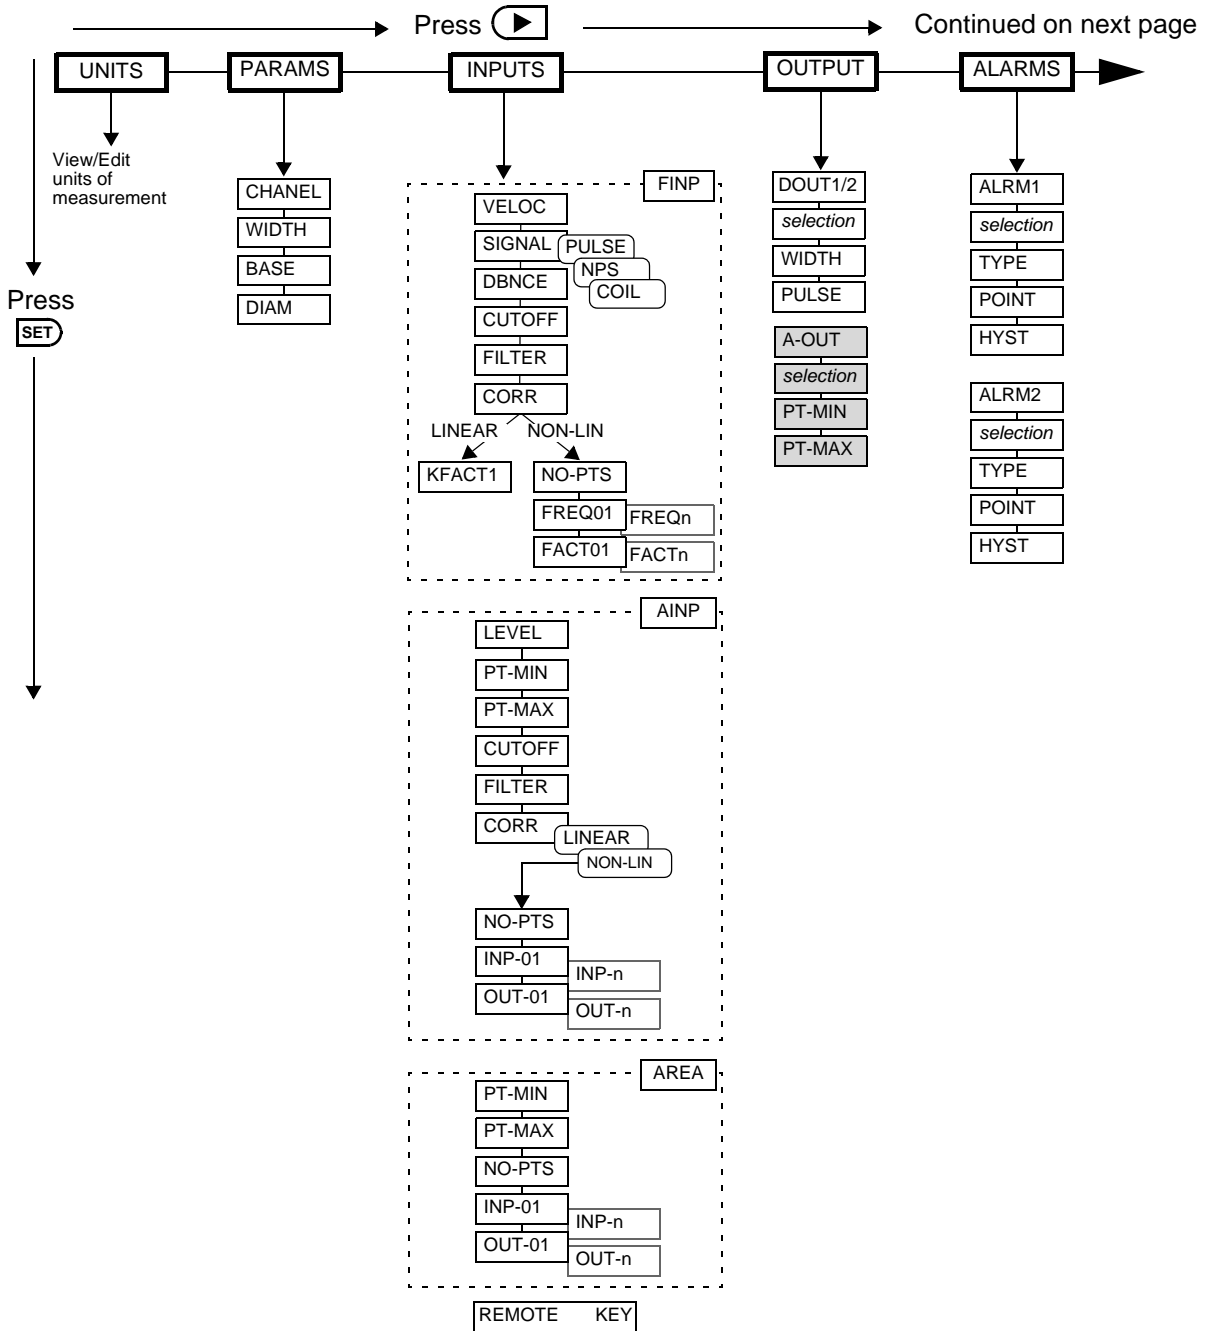 Press
Continued on next page
UNITS
PARAMS
INPUTS
OUTPUT
ALARMS
Press
SET
View/Edit
units of
measurement
CHANEL
WIDTH
BASE
DIAM
FINP
VELOC
SIGNAL
PULSE
NPS
COIL
DBNCE
CUTOFF
FILTER
CORR
LINEAR
NON-LIN
KFACT1
NO-PTS
FREQ01
FREQn
FACT01
FACTn
AINP
LEVEL
PT-MIN
PT-MAX
CUTOFF
FILTER
CORR
LINEAR
NON-LIN
NO-PTS
INP-01
INP-n
OUT-01
OUT-n
AREA
PT-MIN
PT-MAX
NO-PTS
INP-01
INP-n
OUT-01
OUT-n
REMOTE KEY
DOUT1/2
selection
WIDTH
PULSE
A-OUT
selection
PT-MIN
PT-MAX
ALRM1
selection
TYPE
POINT
HYST
ALRM2
selection
TYPE
POINT
HYST